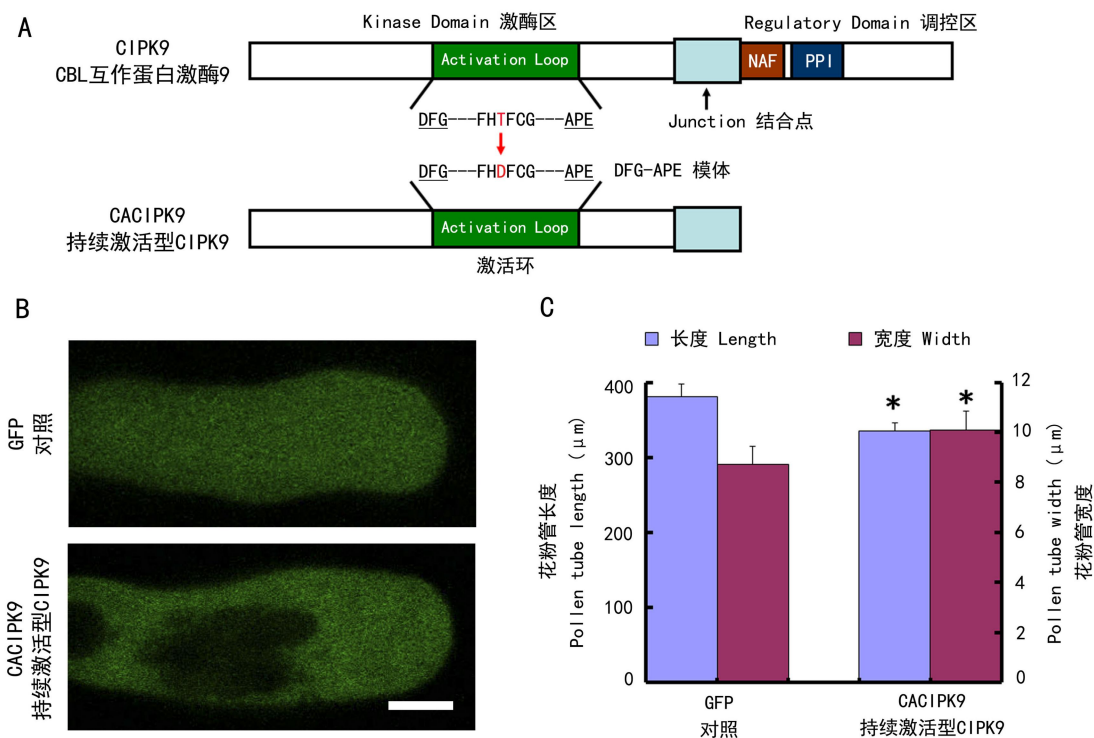 A
Kinase Domain 激酶区
Regulatory Domain 调控区
CIPK9
CBL互作蛋白激酶9
Activation Loop
NAF
PPI
DFG---FHTFCG---APE
Junction 结合点
DFG---FHDFCG---APE
DFG-APE 模体
CACIPK9
持续激活型CIPK9
Activation Loop
激活环
B
GFP
对照
CACIPK9
持续激活型CIPK9
C
长度 Length
宽度 Width
花粉管长度
Pollen tube length (μm)
400
300
200
100
0
12
10
8
6
4
2
0
Pollen tube width (μm)
花粉管宽度
*
*
GFP
对照
CACIPK9
持续激活型CIPK9